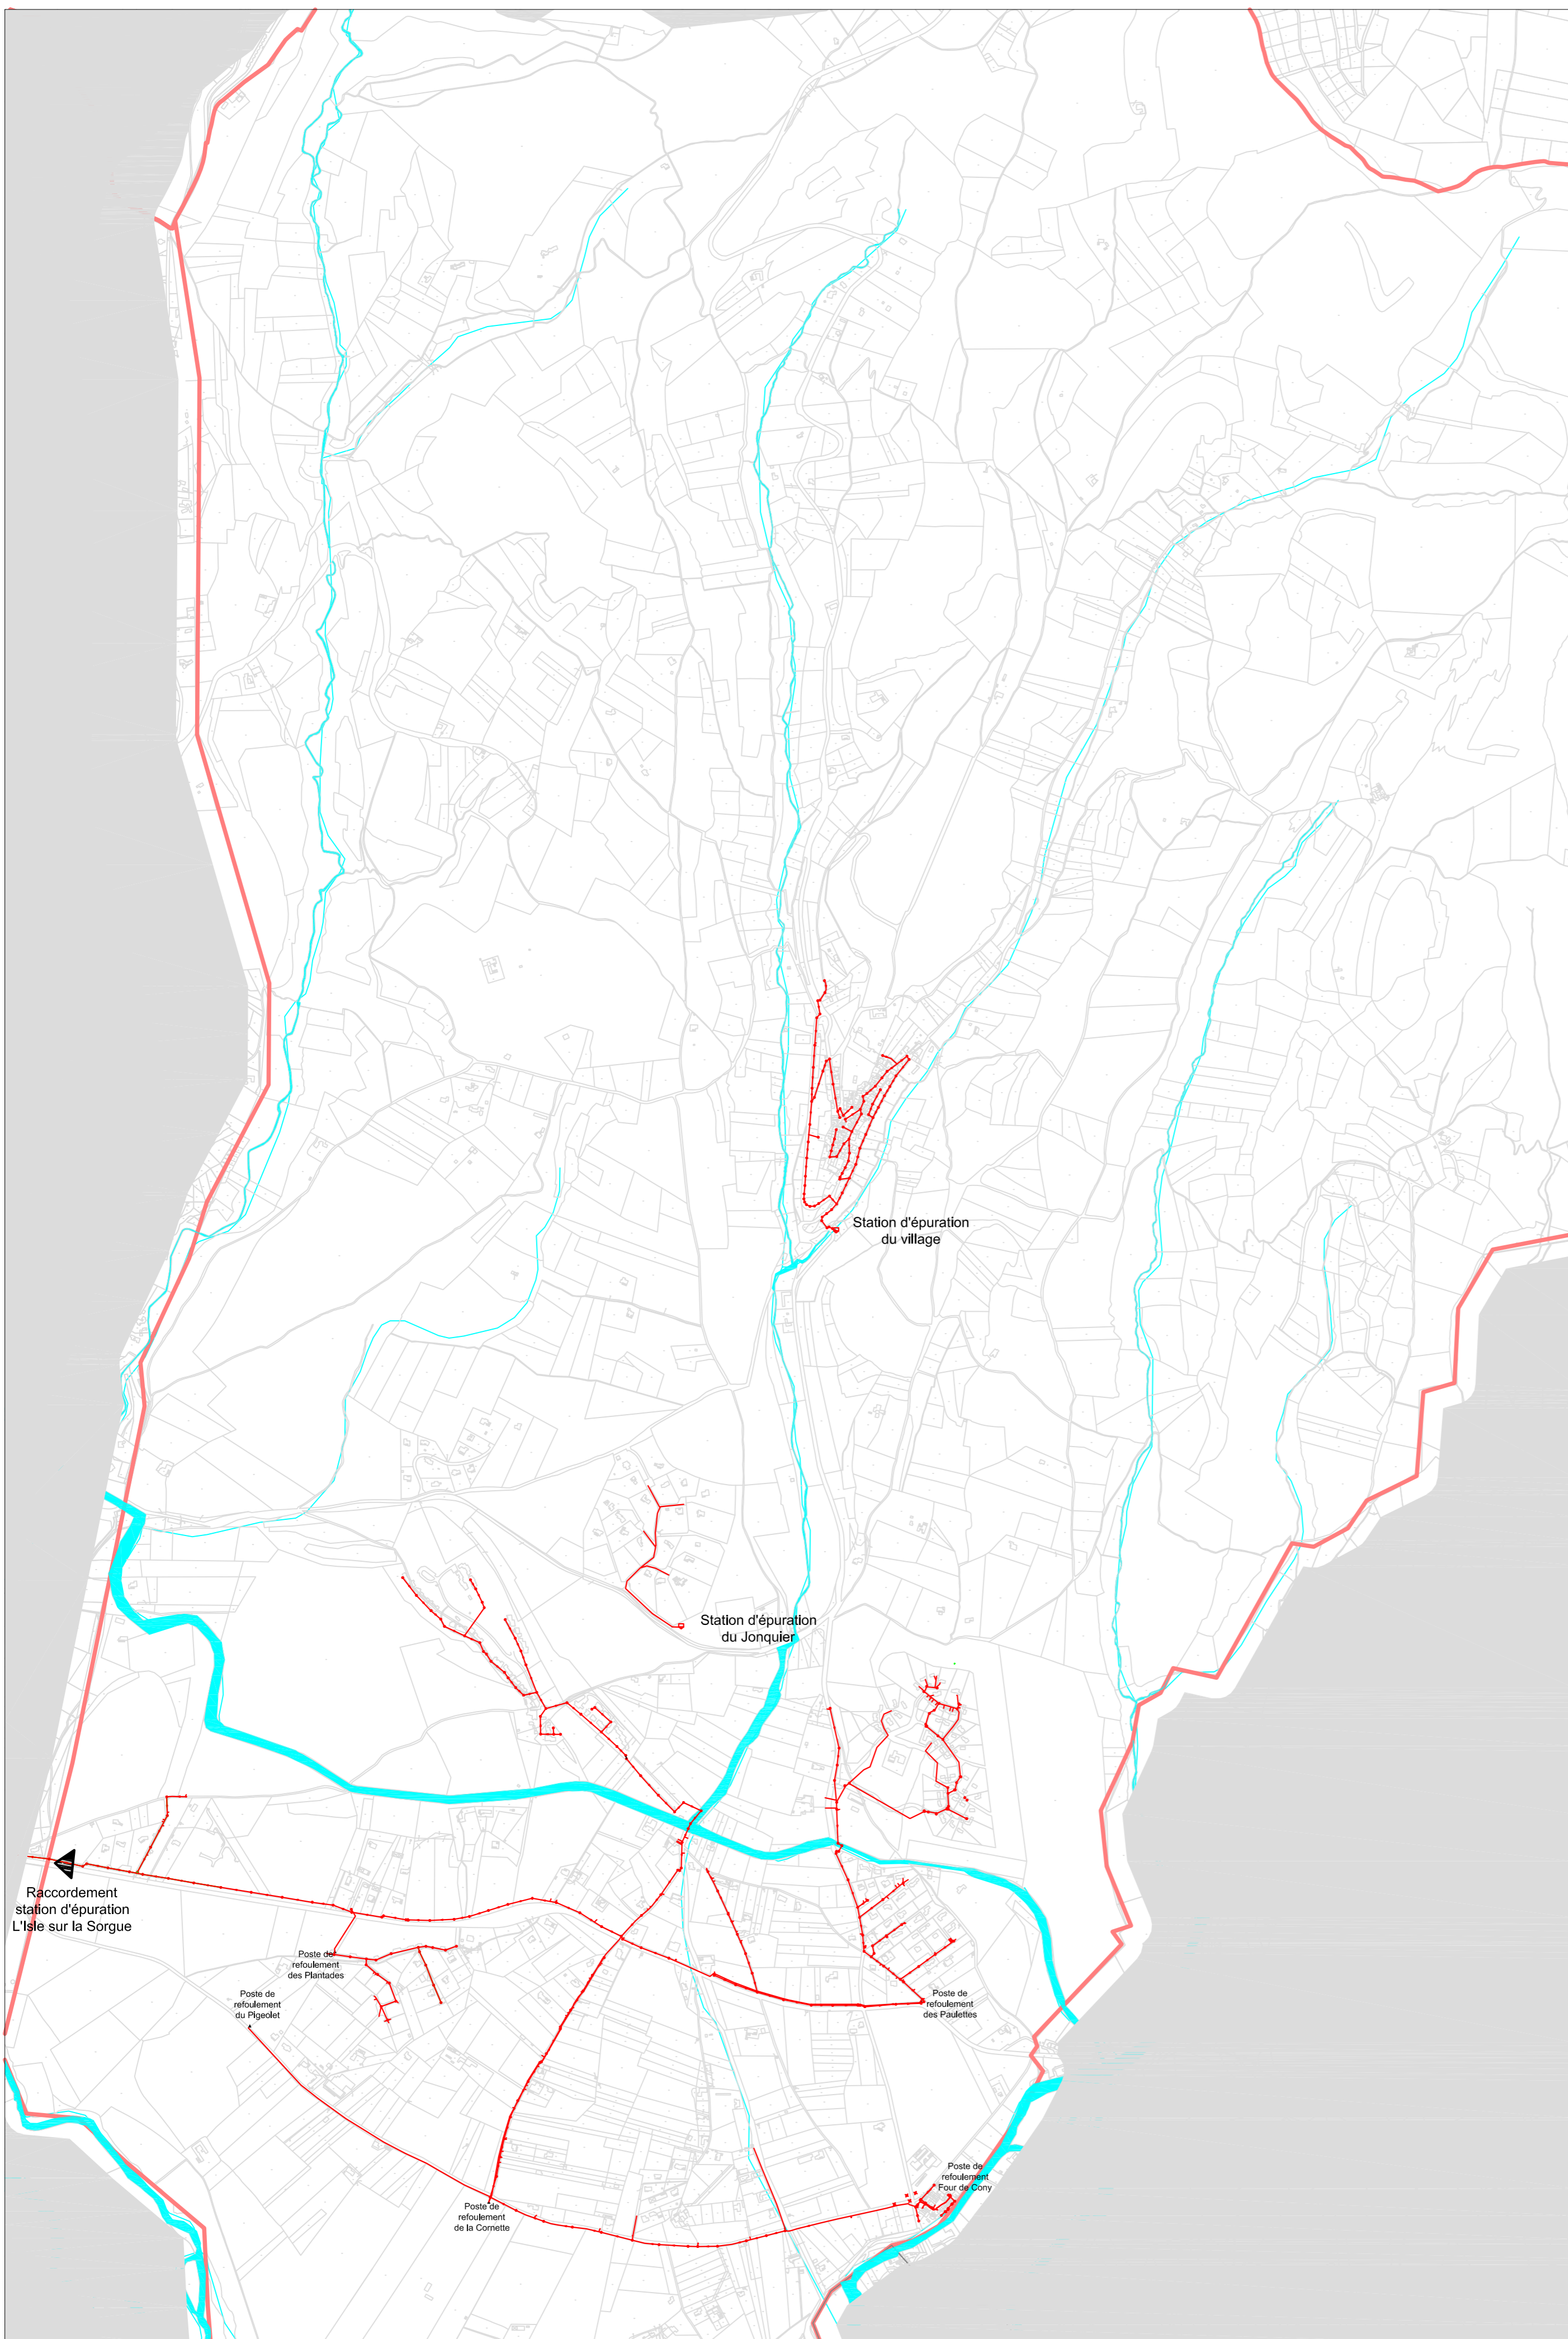 Station d'épuration
du village
Station d'épuration
du Jonquier
Raccordement
station d'épuration
L'Isle sur la Sorgue
Poste de
refoulement
des Plantades
Poste de
refoulement
du Pigeolet
Poste de
refoulement
des Paulettes
Poste de
refoulement
Four de Cony
Poste de
refoulement
de la Cornette